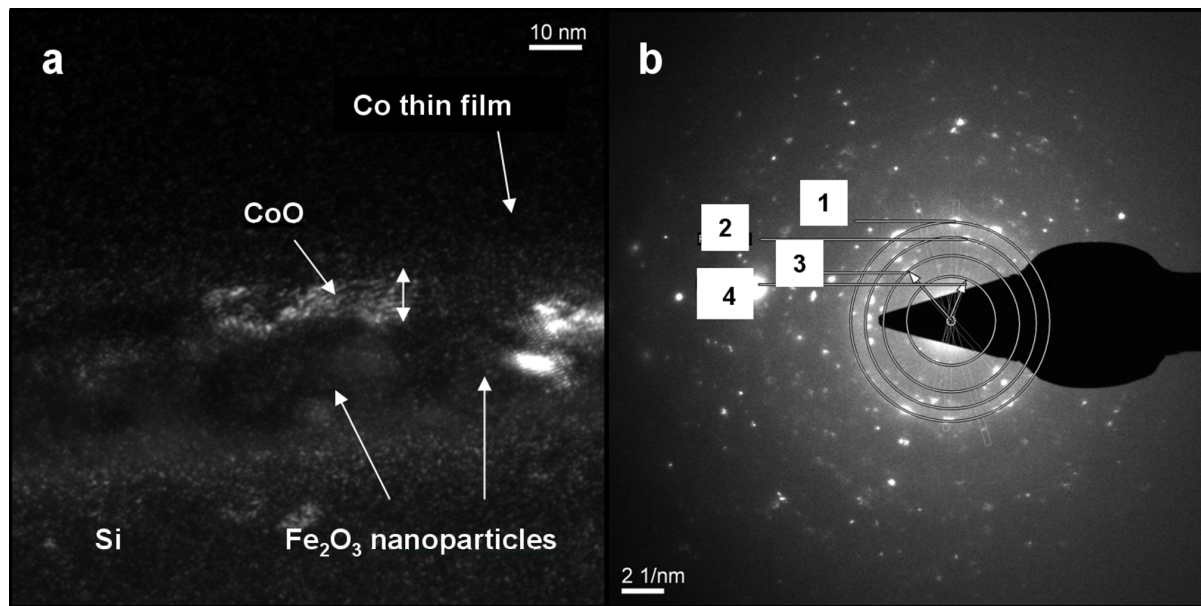 a
10 nm
Co thin film
CoO
Si
Fe₂O₃ nanoparticles
b
1
2
3
4
2 1/nm